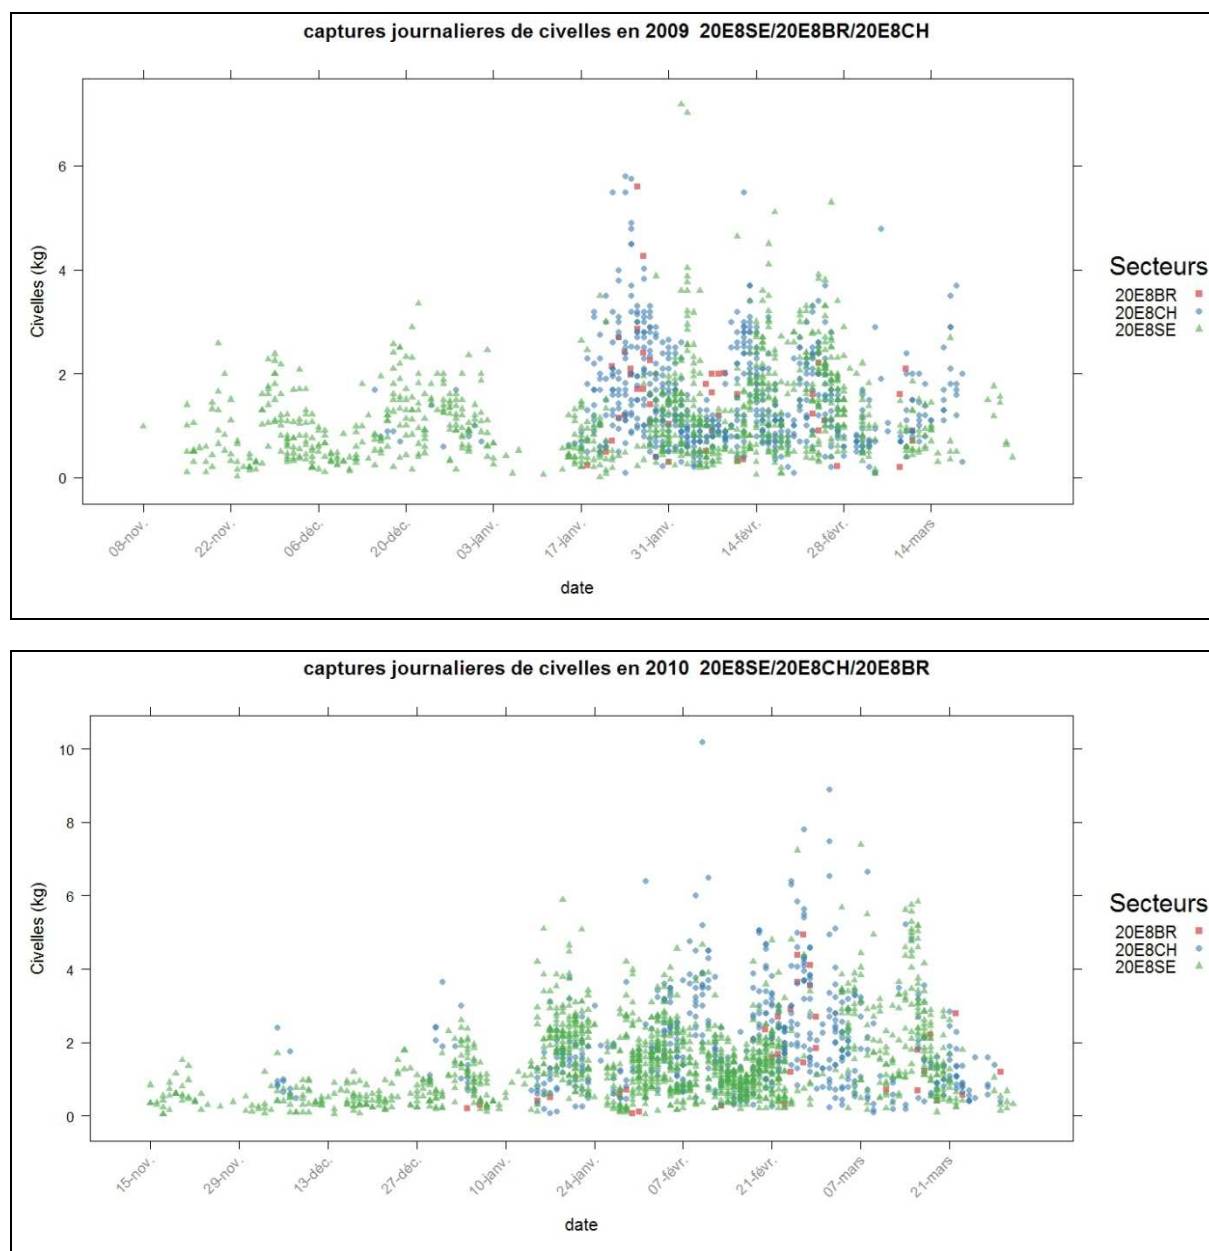 captures journalieres de civelles en 2009 20E8SE/20E8BR/20E8CH
6
4
2
0
Civelles (kg)
08-nov.
22-nov.
06-déc.
20-déc.
03-janv.
17-janv.
31-janv.
14-févr.
28-févr.
14-mars
date
Secteurs
20E8BR
20E8CH
20E8SE
captures journalieres de civelles en 2010 20E8SE/20E8CH/20E8BR
10
8
6
4
2
0
Civelles (kg)
15-nov.
29-nov.
13-déc.
27-déc.
10-janv.
24-janv.
07-févr.
21-févr.
07-mars
21-mars
date
Secteurs
20E8BR
20E8CH
20E8SE